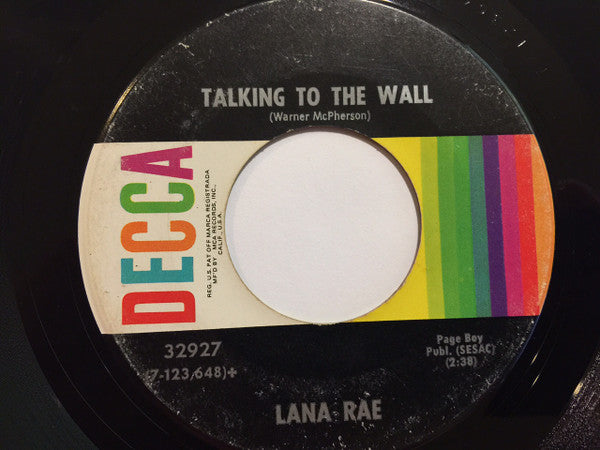 TALKING TO THE WALL
(Warner McPherson)
DECCA
REG. U.S. PAT OFF MARCA REGISTRADA
MF'D BY MCA RECORDS, INC.,
CALIF., U.S.A.
32927
(7-123,648)+
Page Boy
Publ. (SESAC)
(2:38)
LANA RAE